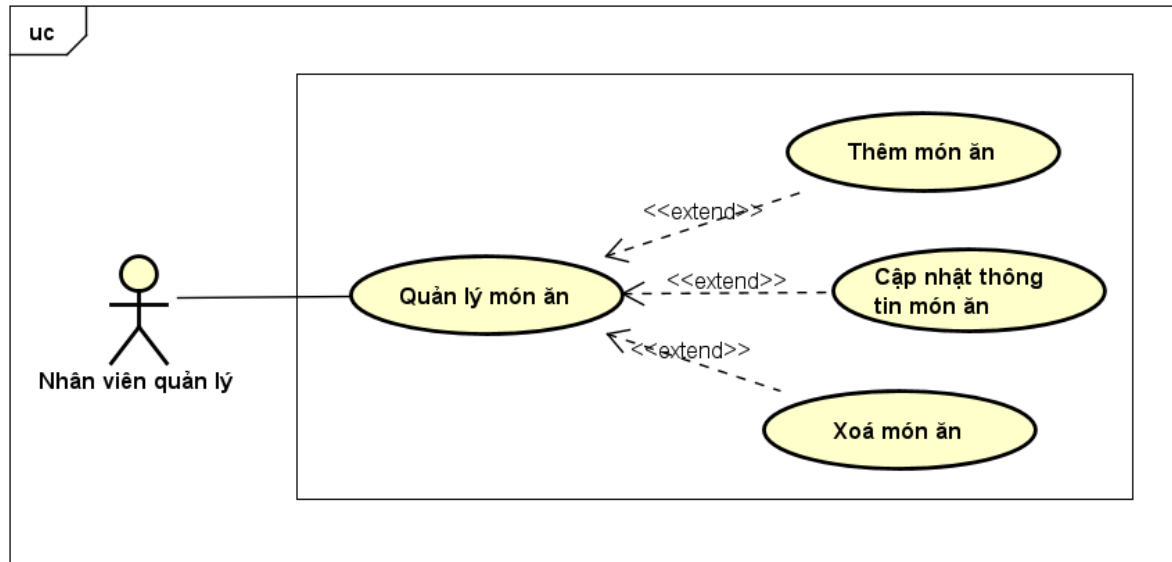 uc
Thêm món ăn
<<extend>>
Quản lý món ăn
<<extend>>
Cập nhật thông
tin món ăn
<<extend>>
Nhân viên quản lý
Xoá món ăn